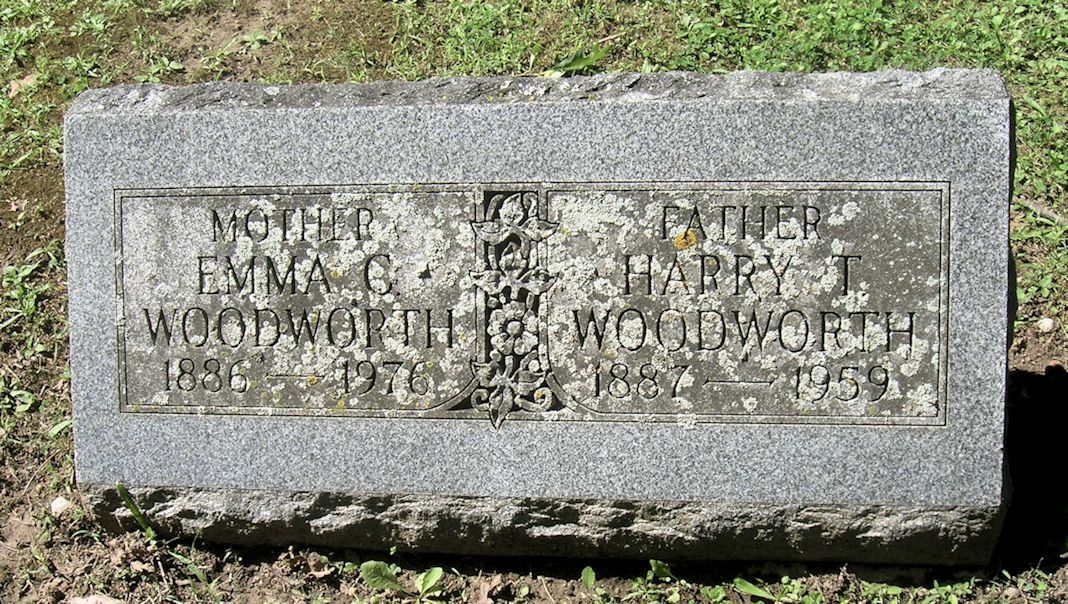 MOTHER
EMMA C.
WOODWORTH
1886 — 1976
FATHER
HARRY T
WOODWORTH
1887 — 1959